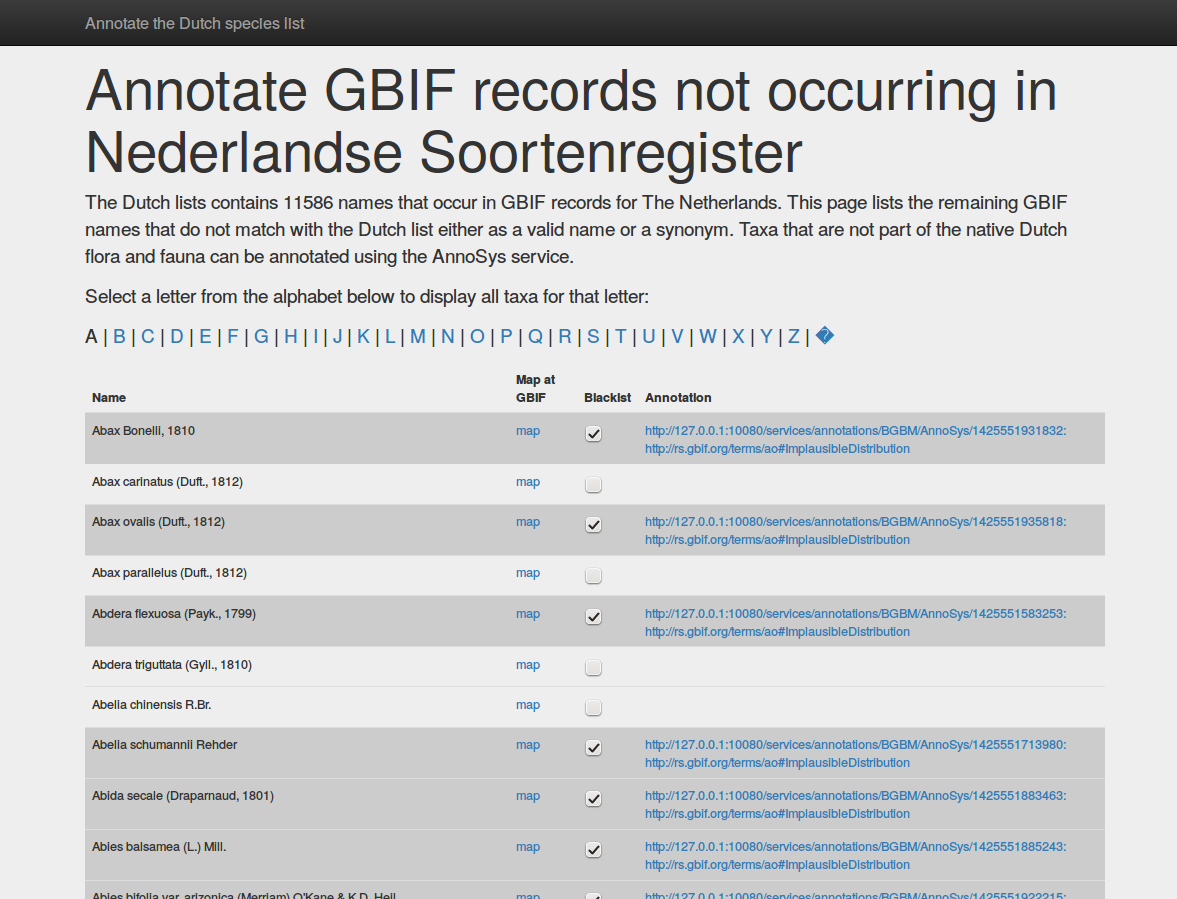 Annotate the Dutch species list
Annotate GBIF records not occurring in
Nederlandse Soortenregister
The Dutch lists contains 11586 names that occur in GBIF records for The Netherlands. This page lists the remaining GBIF
names that do not match with the Dutch list either as a valid name or a synonym. Taxa that are not part of the native Dutch
flora and fauna can be annotated using the AnnoSys service.
Select a letter from the alphabet below to display all taxa for that letter:
A | B | C | D | E | F | G | H | I | J | K | L | M | N | O | P | Q | R | S | T | U | V | W | X | Y | Z | �
Name Map at GBIF Blacklist Annotation
Abax Bonelli, 1810 map http://127.0.0.1:10080/services/annotations/BGBM/AnnoSys/1425551931832:
http://rs.gbif.org/terms/ao#ImplausibleDistribution
Abax carinatus (Duft., 1812) map
Abax ovalis (Duft., 1812) map http://127.0.0.1:10080/services/annotations/BGBM/AnnoSys/1425551935818:
http://rs.gbif.org/terms/ao#ImplausibleDistribution
Abax parallelus (Duft., 1812) map
Abdera flexuosa (Payk., 1799) map http://127.0.0.1:10080/services/annotations/BGBM/AnnoSys/1425551583253:
http://rs.gbif.org/terms/ao#ImplausibleDistribution
Abdera triguttata (Gyll., 1810) map
Abelia chinensis R.Br. map
Abelia schumannii Rehder map http://127.0.0.1:10080/services/annotations/BGBM/AnnoSys/1425551713980:
http://rs.gbif.org/terms/ao#ImplausibleDistribution
Abida secale (Draparnaud, 1801) map http://127.0.0.1:10080/services/annotations/BGBM/AnnoSys/1425551883463:
http://rs.gbif.org/terms/ao#ImplausibleDistribution
Abies balsamea (L.) Mill. map http://127.0.0.1:10080/services/annotations/BGBM/AnnoSys/1425551885243:
http://rs.gbif.org/terms/ao#ImplausibleDistribution
Abies bifolia var. arizonica (Merriam) O'Kane & K.D. Heil map http://127.0.0.1:10080/services/annotations/BGBM/AnnoSys/1425551922215: